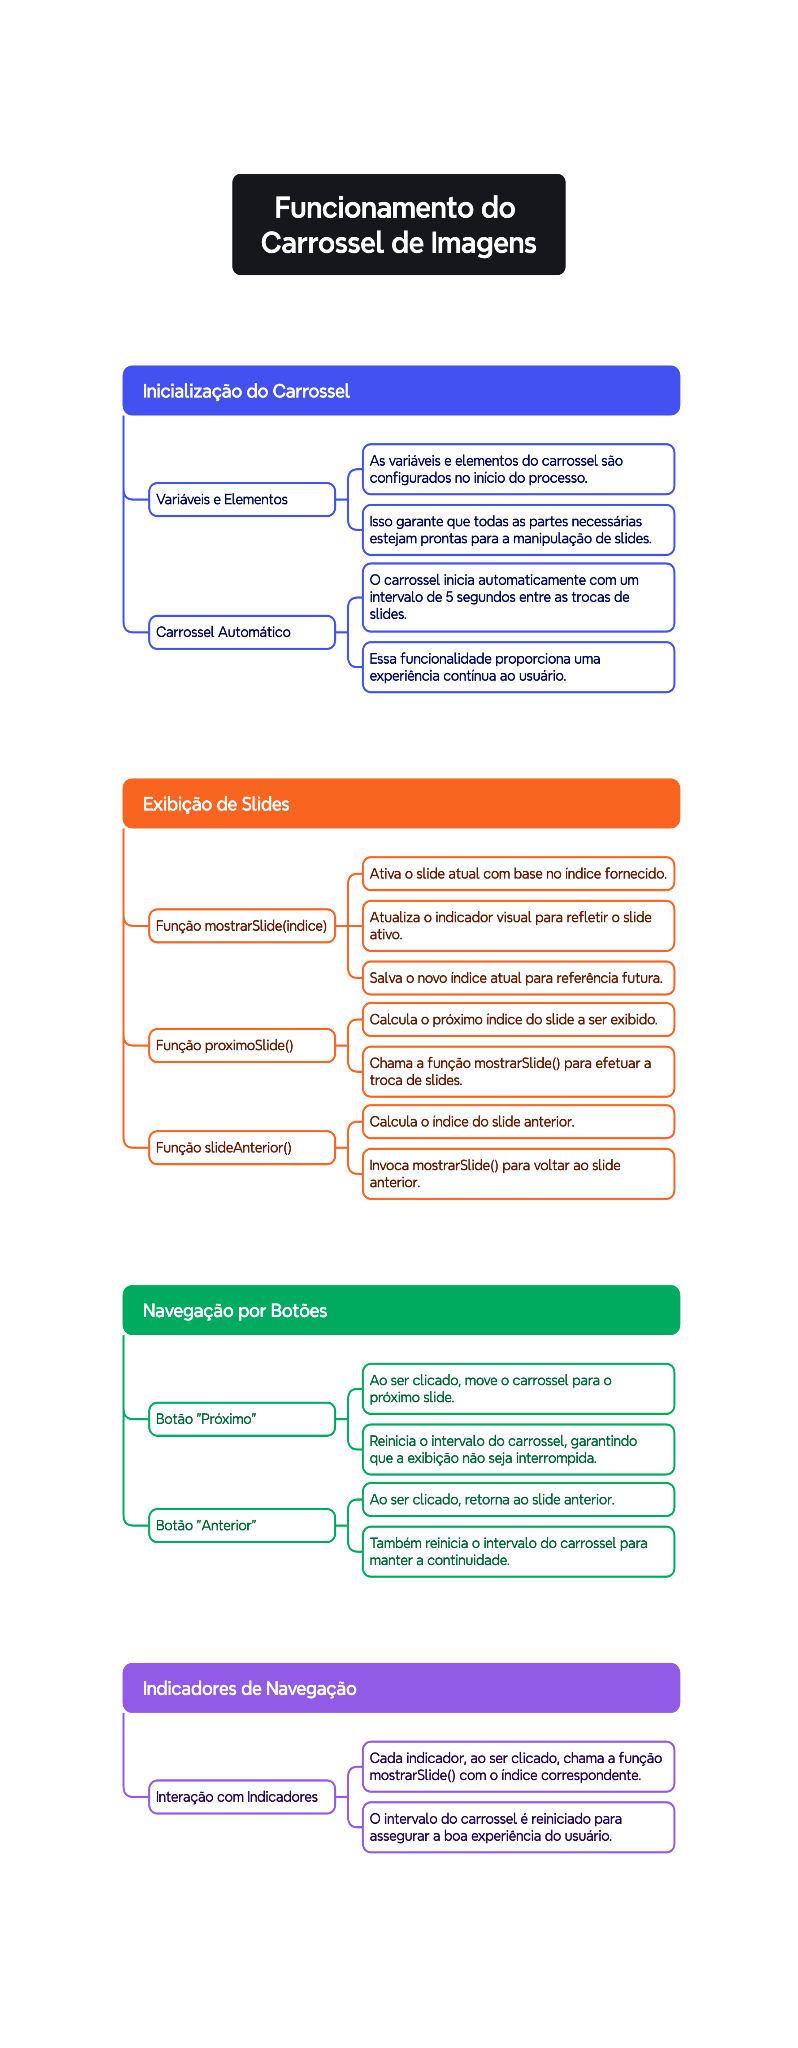 Funcionamento do
Carrossel de Imagens
Inicialização do Carrossel
Variáveis e Elementos
As variáveis e elementos do carrossel são
configurados no início do processo.
Isso garante que todas as partes necessárias
estejam prontas para a manipulação de slides.
Carrossel Automático
O carrossel inicia automaticamente com um
intervalo de 5 segundos entre as trocas de
slides.
Essa funcionalidade proporciona uma
experiência contínua ao usuário.
Exibição de Slides
Função mostrarSlide(indice)
Ativa o slide atual com base no índice fornecido.
Atualiza o indicador visual para refletir o slide
ativo.
Salva o novo índice atual para referência futura.
Função proximoSlide()
Calcula o próximo índice do slide a ser exibido.
Chama a função mostrarSlide() para efetuar a
troca de slides.
Função slideAnterior()
Calcula o índice do slide anterior.
Invoca mostrarSlide() para voltar ao slide
anterior.
Navegação por Botões
Botão "Próximo"
Ao ser clicado, move o carrossel para o
próximo slide.
Reinicia o intervalo do carrossel, garantindo
que a exibição não seja interrompida.
Botão "Anterior"
Ao ser clicado, retorna ao slide anterior.
Também reinicia o intervalo do carrossel para
manter a continuidade.
Indicadores de Navegação
Interação com Indicadores
Cada indicador, ao ser clicado, chama a função
mostrarSlide() com o índice correspondente.
O intervalo do carrossel é reiniciado para
assegurar a boa experiência do usuário.